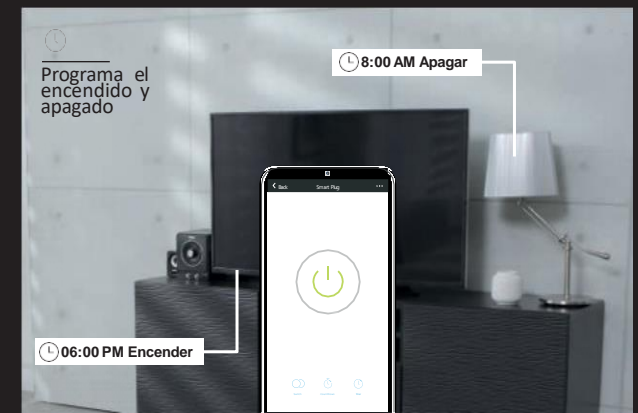 Programa el
encendido y
apagado
8:00 AM Apagar
Back
Smart Plug
06:00 PM Encender